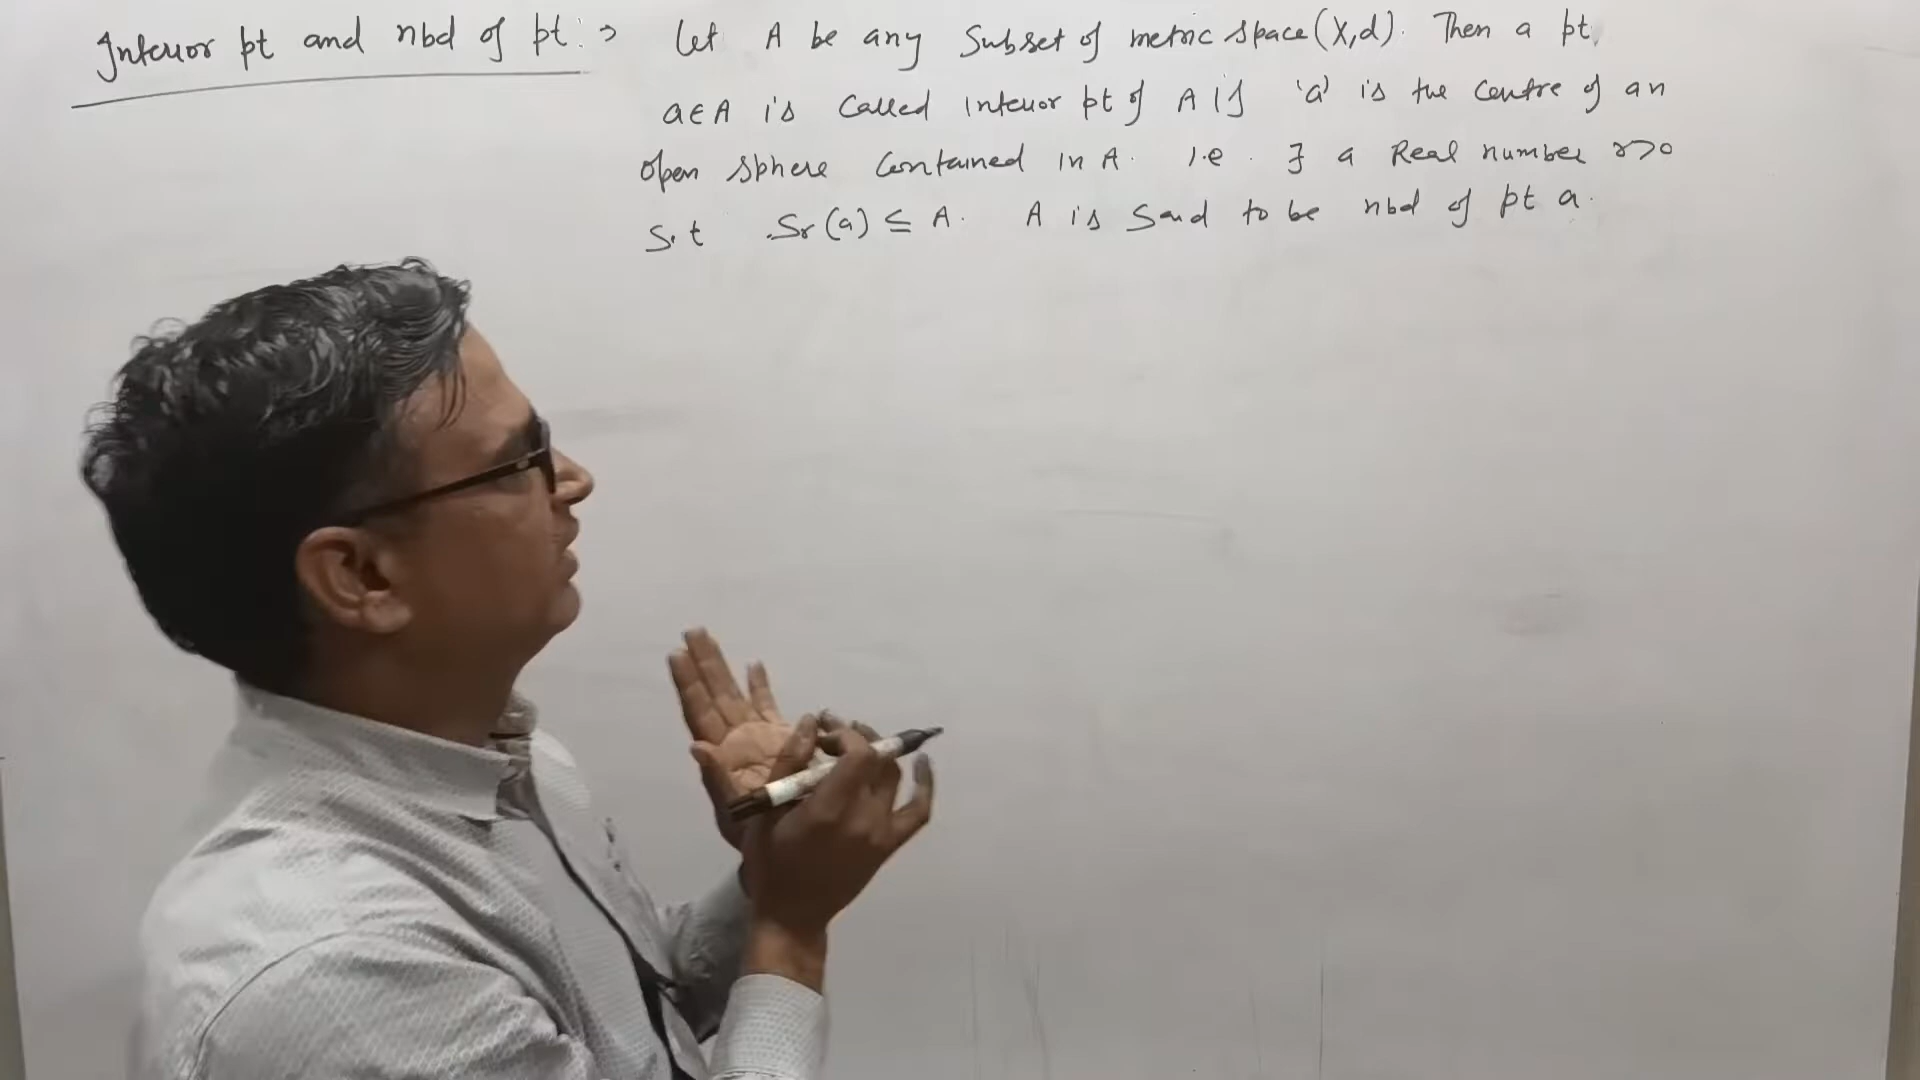 Interior pt and nbd of pt :→ Let A be any Subset of metric space (X,d). Then a pt.
a∈A is called interior pt of A if 'a' is the centre of an
open sphere contained in A. i.e. ∃ a Real number r>0
S.t Sr(a) ⊆ A. A is said to be nbd of pt a.